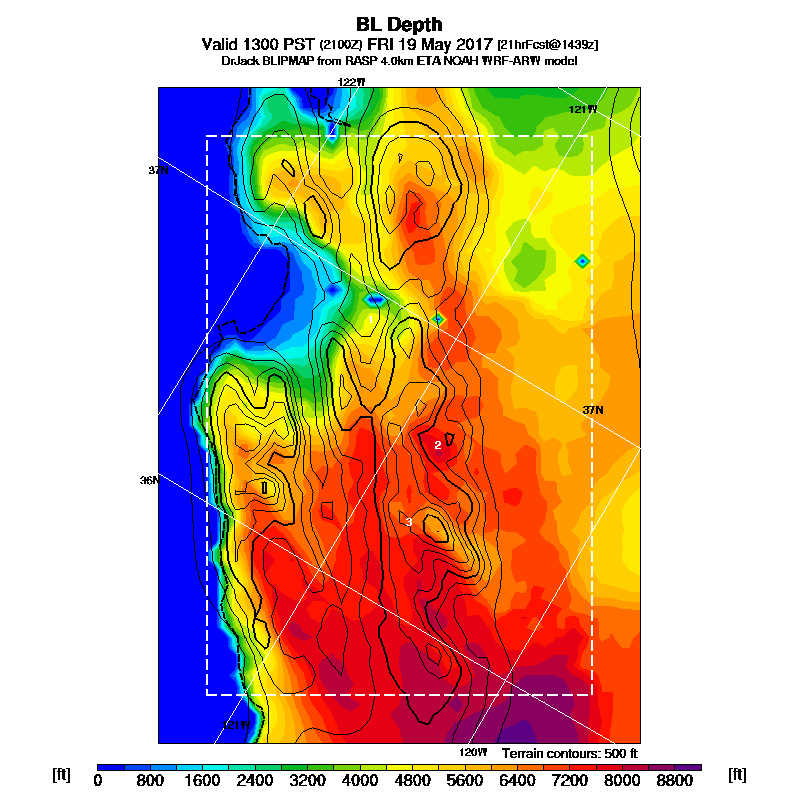 BL Depth
Valid 1300 PST (2100Z) FRI 19 May 2017 [21hrFcst@1439z]
DrJack BLIPMAP from RASP 4.0km ETA NOAH WRF-ARW model
122W
121W
37N
1
37N
2
36N
3
121W
120W Terrain contours: 500 ft
[ft] 0 800 1600 2400 3200 4000 4800 5600 6400 7200 8000 8800 [ft]